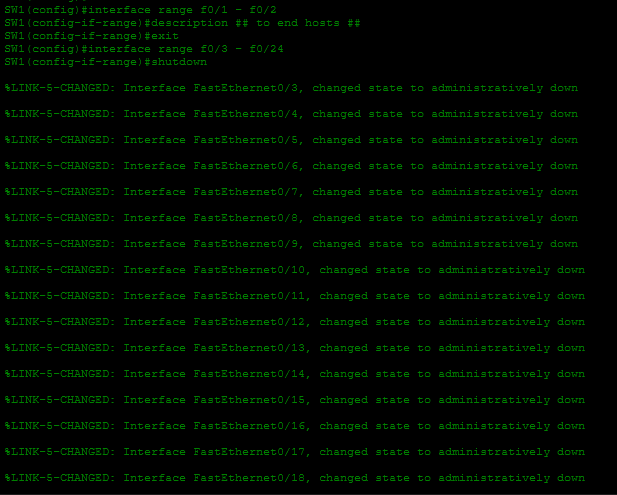 SW1(config)#interface range f0/1 - f0/2
SW1(config-if-range)#description ## to end hosts ##
SW1(config-if-range)#exit
SW1(config)#interface range f0/3 - f0/24
SW1(config-if-range)#shutdown
%LINK-5-CHANGED: Interface FastEthernet0/3, changed state to administratively down
%LINK-5-CHANGED: Interface FastEthernet0/4, changed state to administratively down
%LINK-5-CHANGED: Interface FastEthernet0/5, changed state to administratively down
%LINK-5-CHANGED: Interface FastEthernet0/6, changed state to administratively down
%LINK-5-CHANGED: Interface FastEthernet0/7, changed state to administratively down
%LINK-5-CHANGED: Interface FastEthernet0/8, changed state to administratively down
%LINK-5-CHANGED: Interface FastEthernet0/9, changed state to administratively down
%LINK-5-CHANGED: Interface FastEthernet0/10, changed state to administratively down
%LINK-5-CHANGED: Interface FastEthernet0/11, changed state to administratively down
%LINK-5-CHANGED: Interface FastEthernet0/12, changed state to administratively down
%LINK-5-CHANGED: Interface FastEthernet0/13, changed state to administratively down
%LINK-5-CHANGED: Interface FastEthernet0/14, changed state to administratively down
%LINK-5-CHANGED: Interface FastEthernet0/15, changed state to administratively down
%LINK-5-CHANGED: Interface FastEthernet0/16, changed state to administratively down
%LINK-5-CHANGED: Interface FastEthernet0/17, changed state to administratively down
%LINK-5-CHANGED: Interface FastEthernet0/18, changed state to administratively down